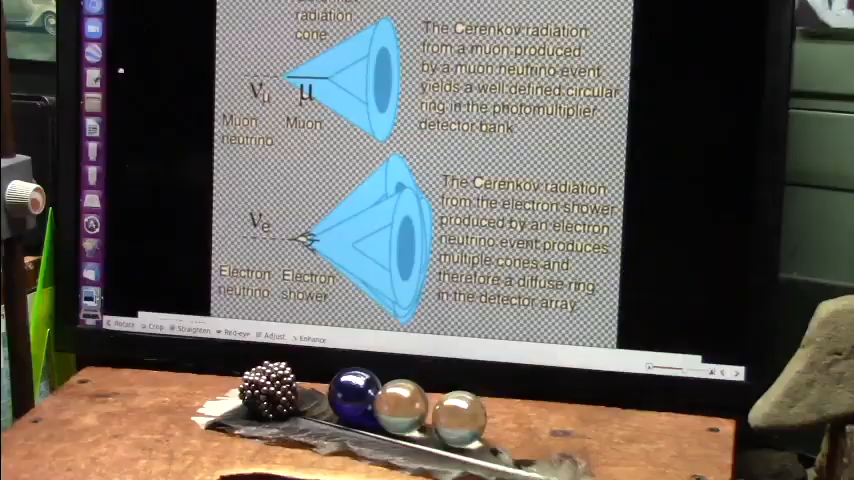 radiation
cone
The Cerenkov radiation
from a muon produced
by a muon neutrino event
yields a well defined circular
ring in the photomultiplier
detector bank
νμ
μ
Muon
neutrino
Muon
The Cerenkov radiation
from the electron shower
produced by an electron
neutrino event produces
multiple cones and
therefore a diffuse ring
in the detector array
νe
Electron
neutrino
Electron
shower
Rotate Crop Straighten Red-eye Adjust Enhance